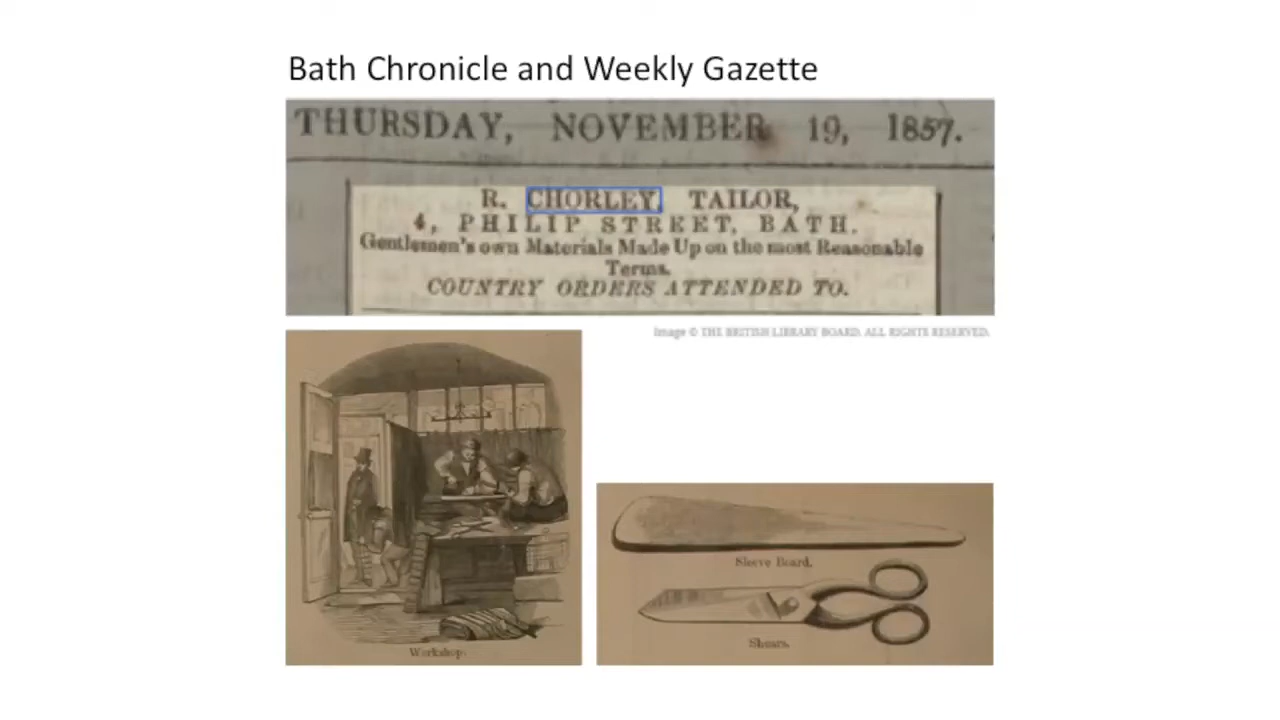 Bath Chronicle and Weekly Gazette
THURSDAY, NOVEMBER 19, 1857.
R. CHORLEY, TAILOR,
4, PHILIP STREET, BATH.
Gentlemen's own Materials Made Up on the most Reasonable
Terms.
COUNTRY ORDERS ATTENDED TO.
Image © THE BRITISH LIBRARY BOARD. ALL RIGHTS RESERVED.
Workshop.
Sleeve Board.
Shears.